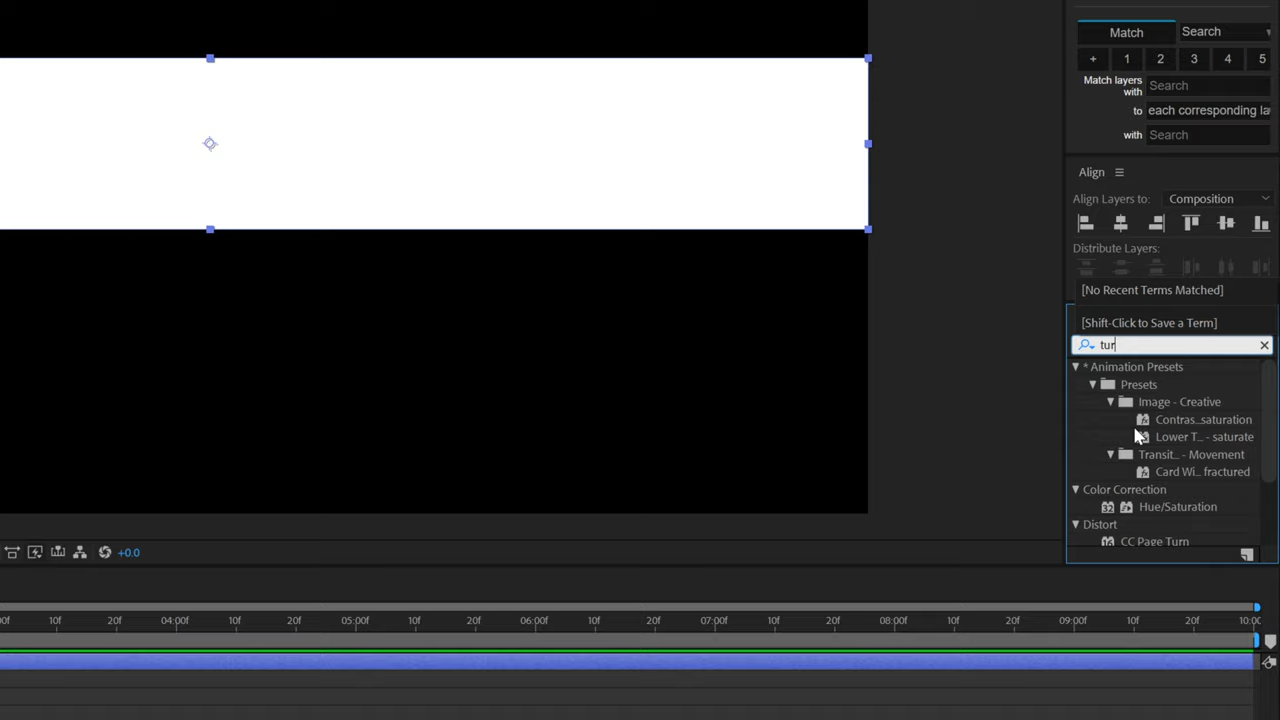 Match Search
+ 1 2 3 4 5
Match layers with Search
to each corresponding la
with Search
Align
Align Layers to: Composition
Distribute Layers:
[No Recent Terms Matched]
[Shift-Click to Save a Term]
tur
* Animation Presets
Presets
Image - Creative
Contras...saturation
Lower T... - saturate
Transit... - Movement
Card Wi... fractured
Color Correction
32 Hue/Saturation
Distort
16 CC Page Turn
+0.0
00f 10f 20f 04:00f 10f 20f 05:00f 10f 20f 06:00f 10f 20f 07:00f 10f 20f 08:00f 10f 20f 09:00f 10f 20f 10:00